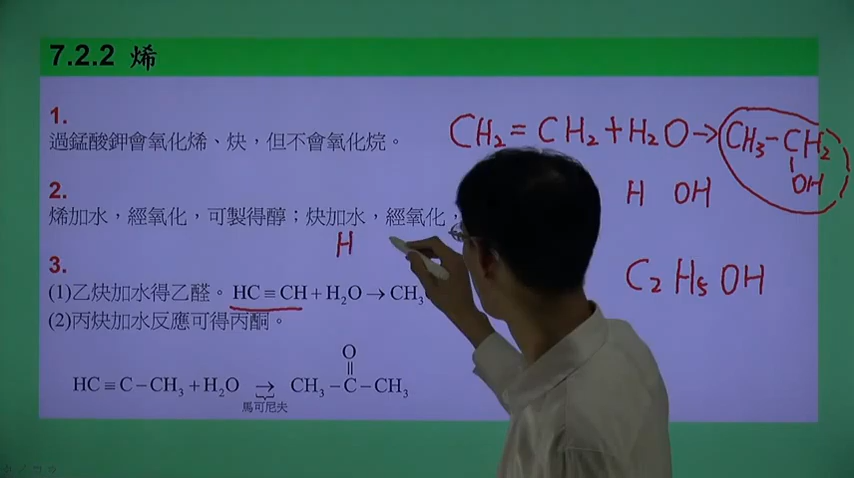 7.2.2 烯
1.
過錳酸鉀會氧化烯、炔，但不會氧化烷。
2.
烯加水，經氧化，可製得醇；炔加水，經氧化，
3.
(1)乙炔加水得乙醛。HC≡CH+H₂O→CH₃
(2)丙炔加水反應可得丙酮。
O
HC≡C−CH₃+H₂O → CH₃−C−CH₃
馬可尼夫
CH₂=CH₂+H₂O→CH₃−CH₂
OH
H OH
H
C₂H₅OH